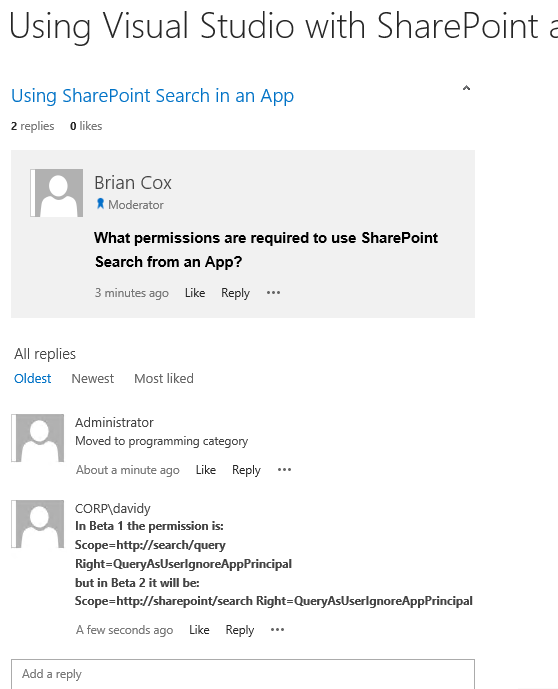 Using Visual Studio with SharePoint
Using SharePoint Search in an App
2 replies 0 likes
Brian Cox
Moderator
What permissions are required to use SharePoint
Search from an App?
3 minutes ago Like Reply ···
All replies
Oldest Newest Most liked
Administrator
Moved to programming category
About a minute ago Like Reply ···
CORP\davidy
In Beta 1 the permission is:
Scope=http://search/query
Right=QueryAsUserIgnoreAppPrincipal
but in Beta 2 it will be:
Scope=http://sharepoint/search Right=QueryAsUserIgnoreAppPrincipal
A few seconds ago Like Reply ···
Add a reply